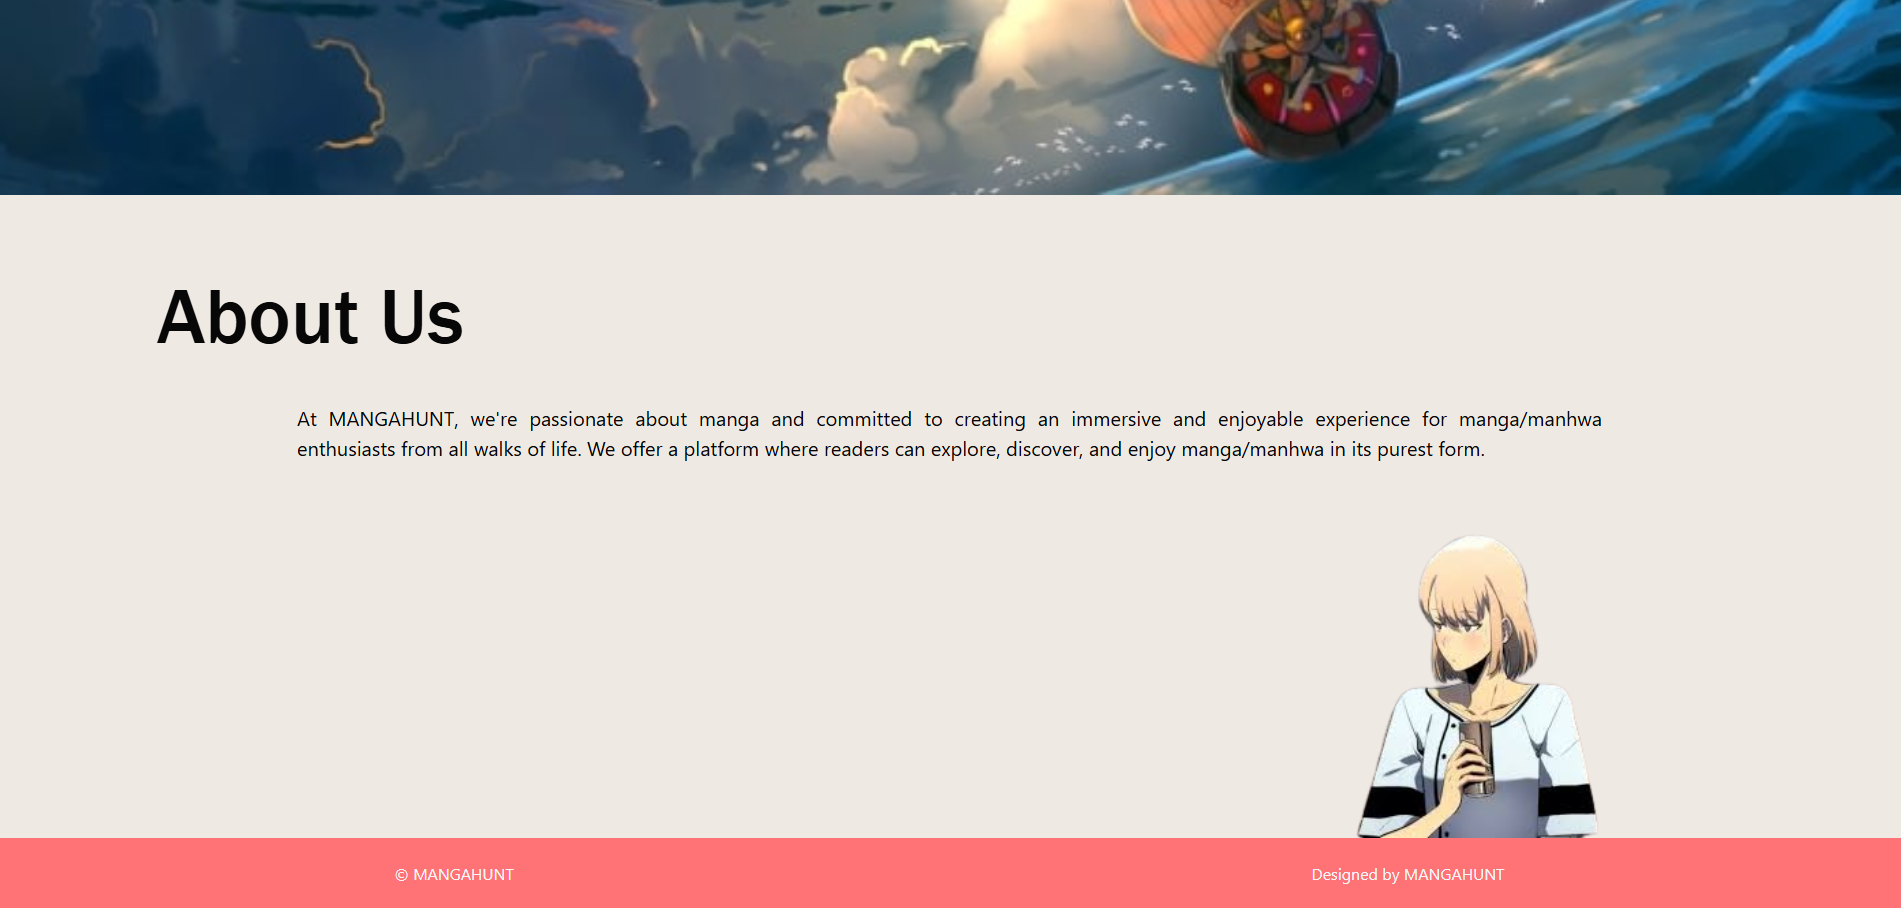 About Us
At MANGAHUNT, we're passionate about manga and committed to creating an immersive and enjoyable experience for manga/manhwa
enthusiasts from all walks of life. We offer a platform where readers can explore, discover, and enjoy manga/manhwa in its purest form.
© MANGAHUNT
Designed by MANGAHUNT